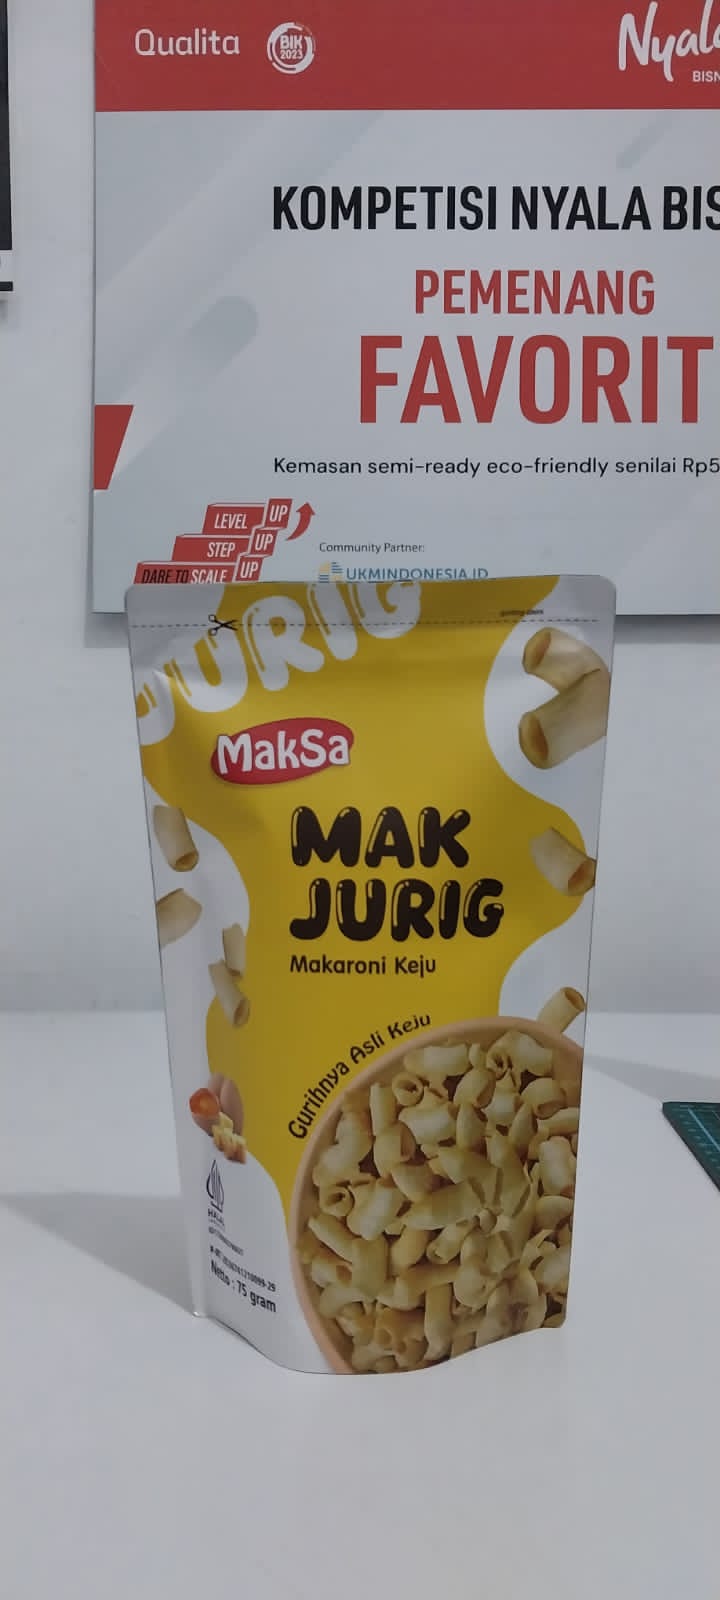 Qualita
BIK
2023
KOMPETISI NYALA BIS
PEMENANG
FAVORIT
Kemasan semi-ready eco-friendly senilai Rp5
LEVEL UP
STEP UP
DARE TO SCALE UP
Community Partner:
UKMINDONESIA.ID
JURIG
MakSa
MAK
JURIG
Makaroni Keju
Gurihnya Asli Keju
HALAL
Netto : 75 gram